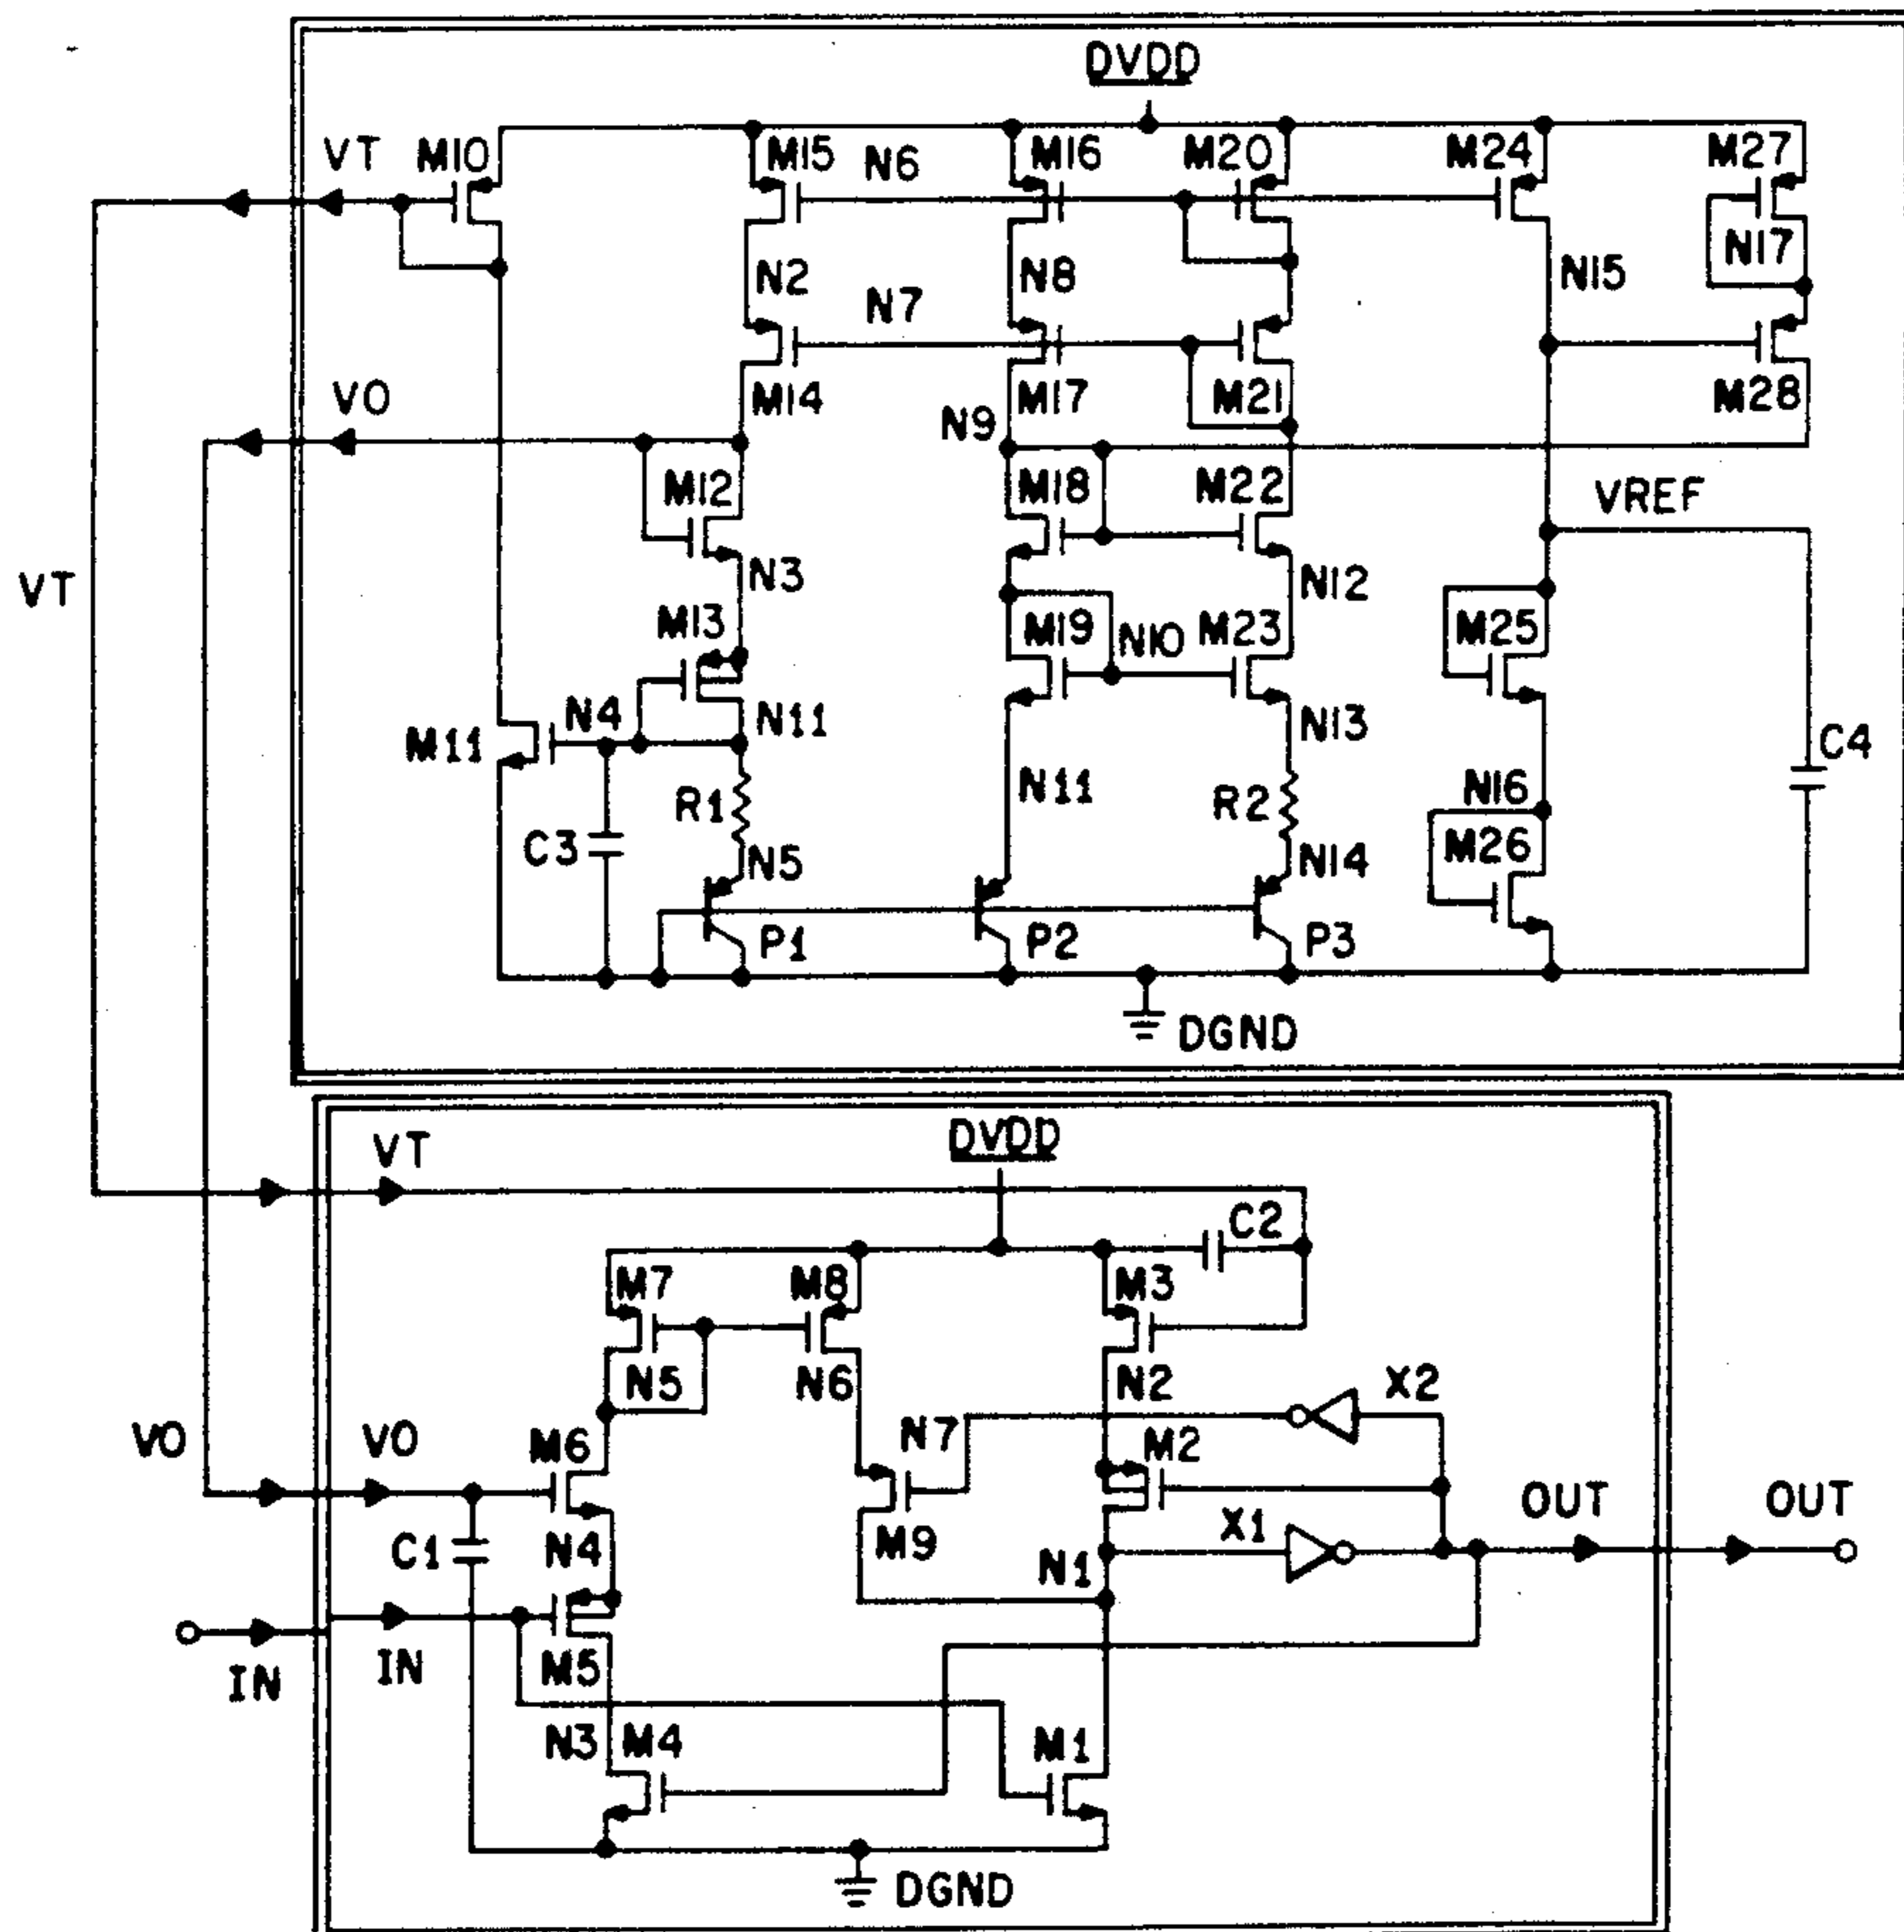 DVDD
VT M10 M15 N6 M16 M20 M24 M27
N2 N8 N15 N17
N7
VO M14 M17 M21 M28
N9
M12 M18 M22 VREF
VT N3 N12
M13 M19 N10 M23 M25
M11 N4 N11 N13 C4
R1 N11 R2 N16
C3 N5 N14 M26
P1 P2 P3
DGND
VT DVDD
C2
M7 M8 M3
N5 N6 N2 X2
VO VO M6 N7 M2
C1 N4 M9 X1 OUT OUT
N1
IN IN M5
N3 M4 M1
DGND